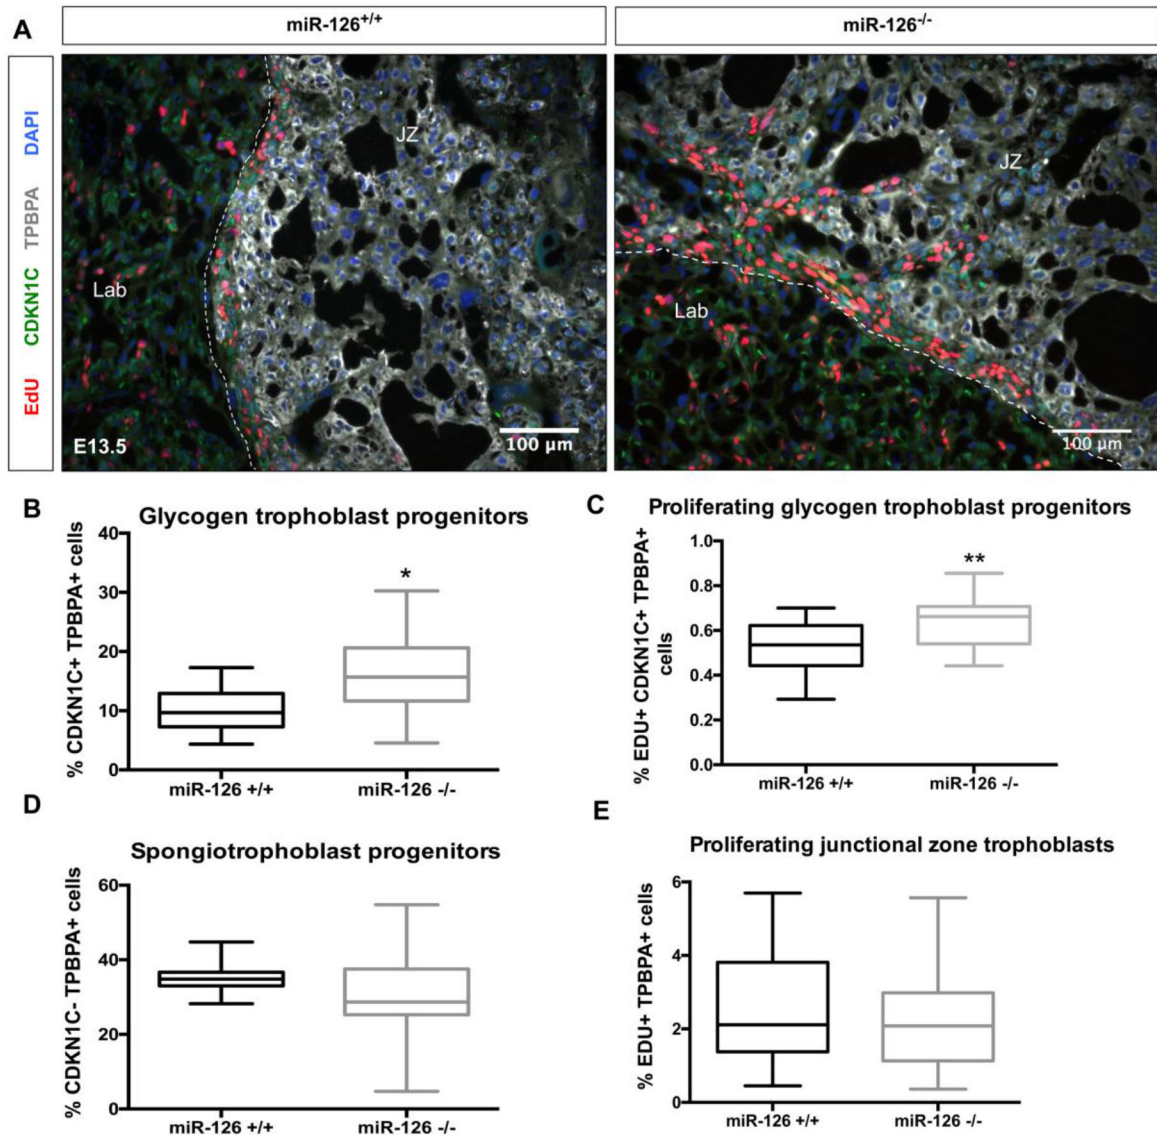 A
miR-126+/+
miR-126-/-
EdU CDKN1C TPBPA DAPI
JZ
Lab
E13.5
100 µm
JZ
Lab
100 µm
B
Glycogen trophoblast progenitors
% CDKN1C+ TPBPA+ cells
40
30
20
10
0
*
miR-126 +/+
miR-126 -/-
C
Proliferating glycogen trophoblast progenitors
% EDU+ CDKN1C+ TPBPA+
cells
1.0
0.8
0.6
0.4
0.2
0.0
**
miR-126 +/+
miR-126 -/-
D
Spongiotrophoblast progenitors
% CDKN1C- TPBPA+ cells
60
40
20
0
miR-126 +/+
miR-126 -/-
E
Proliferating junctional zone trophoblasts
% EDU+ TPBPA+ cells
6
4
2
0
miR-126 +/+
miR-126 -/-